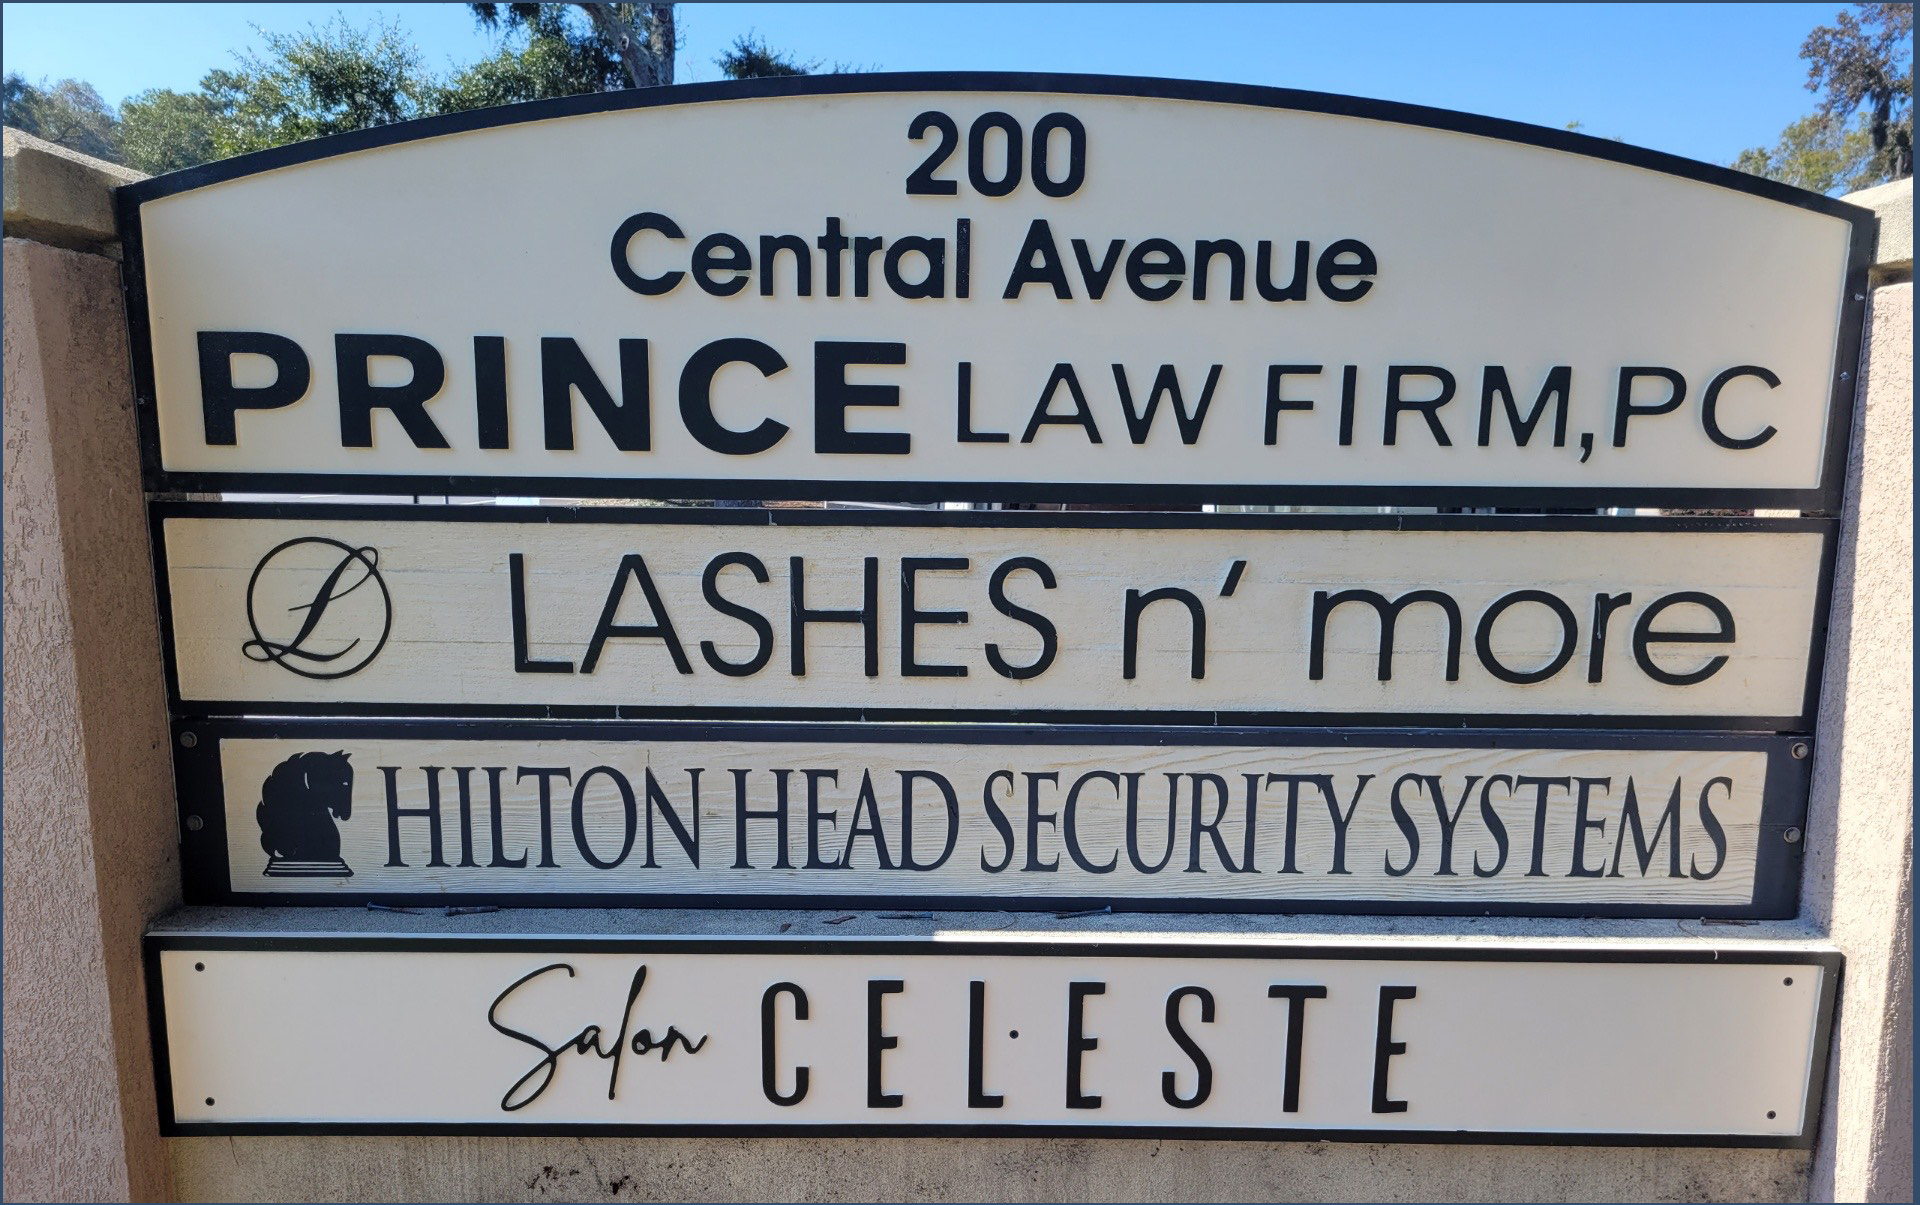 200
Central Avenue
PRINCE LAW FIRM,PC
L LASHES n' more
HILTON HEAD SECURITY SYSTEMS
Salon CELESTE